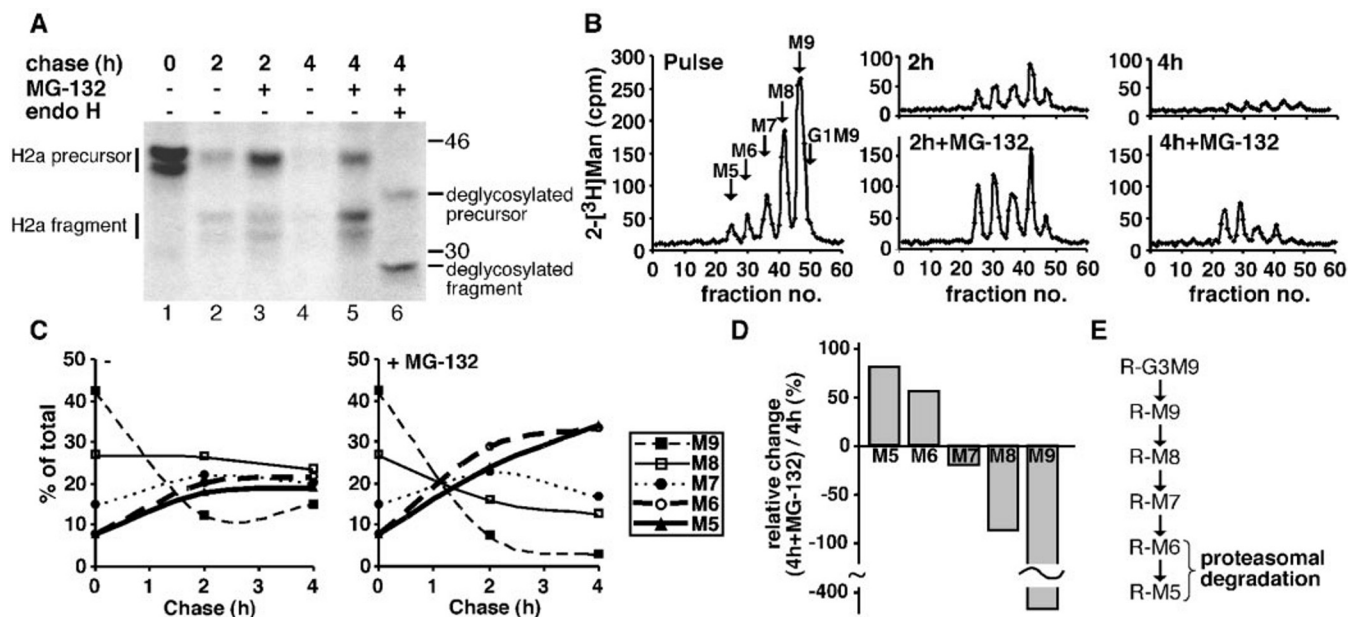 A
chase (h) 0 2 2 4 4 4
MG-132 - - + - + +
endo H - - - - - +
H2a precursor
H2a fragment
46
deglycosylated
precursor
30
deglycosylated
fragment
1 2 3 4 5 6
B
2-[³H]Man (cpm)
300
250
200
150
100
50
0
Pulse
M5
M6
M7
M8
M9
G1M9
0 10 20 30 40 50 60
fraction no.
100
50
0
2h
150
100
50
0
2h+MG-132
0 10 20 30 40 50 60
fraction no.
100
50
0
4h
150
100
50
0
4h+MG-132
0 10 20 30 40 50 60
fraction no.
C
% of total
50
40
30
20
10
0
-
0 1 2 3 4
Chase (h)
50
40
30
20
10
0
+ MG-132
0 1 2 3 4
Chase (h)
M9
M8
M7
M6
M5
D
relative change
(4h+MG-132) / 4h (%)
100
50
0
-50
-100
~ ~
-400
M5 M6 M7 M8 M9
E
R-G3M9
R-M9
R-M8
R-M7
R-M6
R-M5
proteasomal
degradation